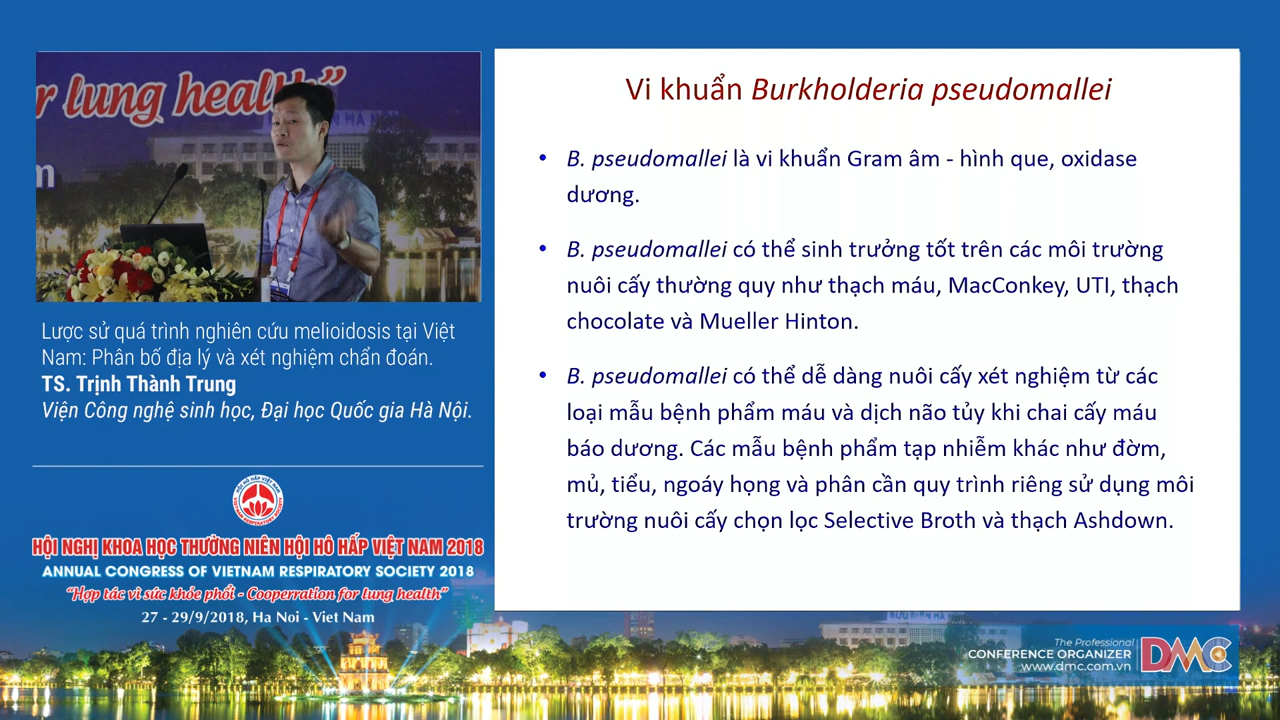 r lung health”
m
Lược sử quá trình nghiên cứu melioidosis tại Việt
Nam: Phân bố địa lý và xét nghiệm chẩn đoán.
TS. Trịnh Thành Trung
Viện Công nghệ sinh học, Đại học Quốc gia Hà Nội.
HỘI HÔ HẤP VIỆT NAM
VIETNAM RESPIRATORY SOCIETY
HỘI NGHỊ KHOA HỌC THƯỜNG NIÊN HỘI HÔ HẤP VIỆT NAM 2018
ANNUAL CONGRESS OF VIETNAM RESPIRATORY SOCIETY 2018
“Hợp tác vì sức khỏe phổi - Cooperration for lung health”
27 - 29/9/2018, Ha Noi - Viet Nam
Vi khuẩn Burkholderia pseudomallei
• B. pseudomallei là vi khuẩn Gram âm - hình que, oxidase
dương.
• B. pseudomallei có thể sinh trưởng tốt trên các môi trường
nuôi cấy thường quy như thạch máu, MacConkey, UTI, thạch
chocolate và Mueller Hinton.
• B. pseudomallei có thể dễ dàng nuôi cấy xét nghiệm từ các
loại mẫu bệnh phẩm máu và dịch não tủy khi chai cấy máu
báo dương. Các mẫu bệnh phẩm tạp nhiễm khác như đờm,
mủ, tiểu, ngoáy họng và phân cần quy trình riêng sử dụng môi
trường nuôi cấy chọn lọc Selective Broth và thạch Ashdown.
The Professional
CONFERENCE ORGANIZER
www.dmc.com.vn
DMC